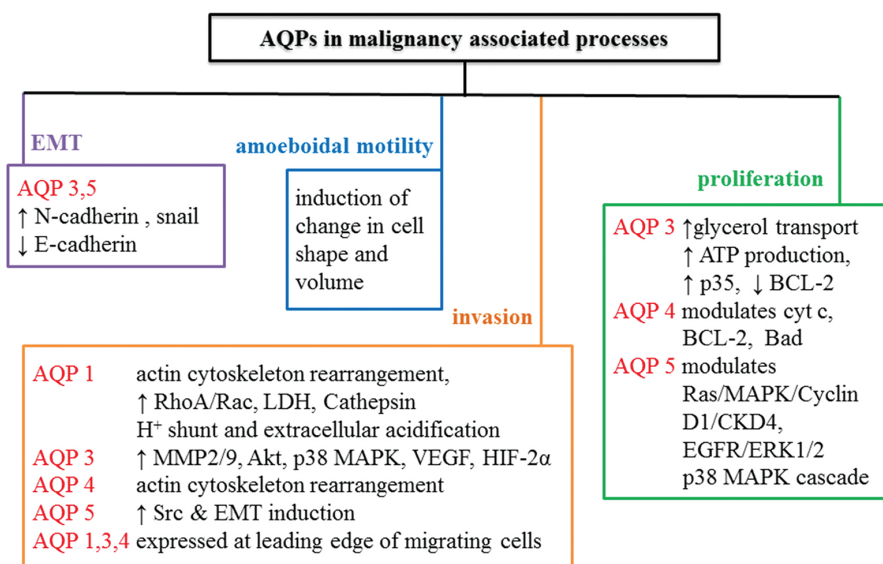 AQPs in malignancy associated processes
EMT
AQP 3,5
↑ N-cadherin , snail
↓ E-cadherin
amoeboidal motility
induction of
change in cell
shape and
volume
invasion
AQP 1 actin cytoskeleton rearrangement,
↑ RhoA/Rac, LDH, Cathepsin
H⁺ shunt and extracellular acidification
AQP 3 ↑ MMP2/9, Akt, p38 MAPK, VEGF, HIF-2α
AQP 4 actin cytoskeleton rearrangement
AQP 5 ↑ Src & EMT induction
AQP 1,3,4 expressed at leading edge of migrating cells
proliferation
AQP 3 ↑glycerol transport
↑ ATP production,
↑ p35, ↓ BCL-2
AQP 4 modulates cyt c,
BCL-2, Bad
AQP 5 modulates
Ras/MAPK/Cyclin
D1/CKD4,
EGFR/ERK1/2
p38 MAPK cascade